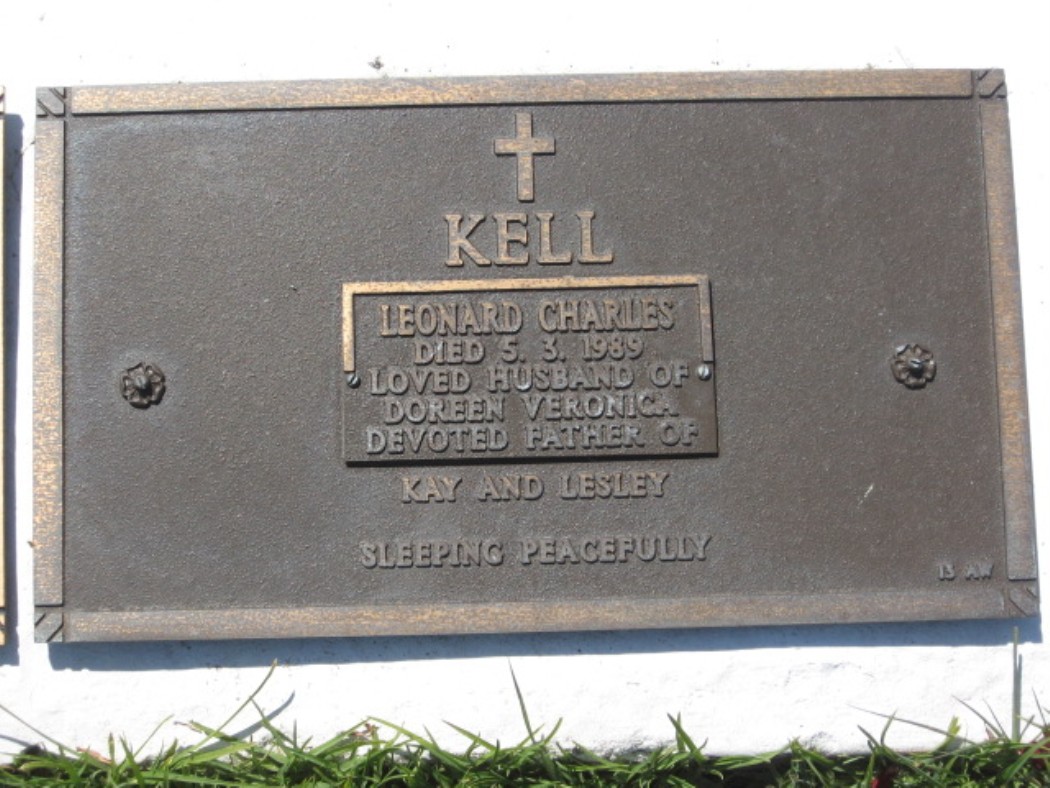 KELL
LEONARD CHARLES
DIED 5. 3. 1989
LOVED HUSBAND OF
DOREEN VERONICA
DEVOTED FATHER OF
KAY AND LESLEY
SLEEPING PEACEFULLY
13 AW